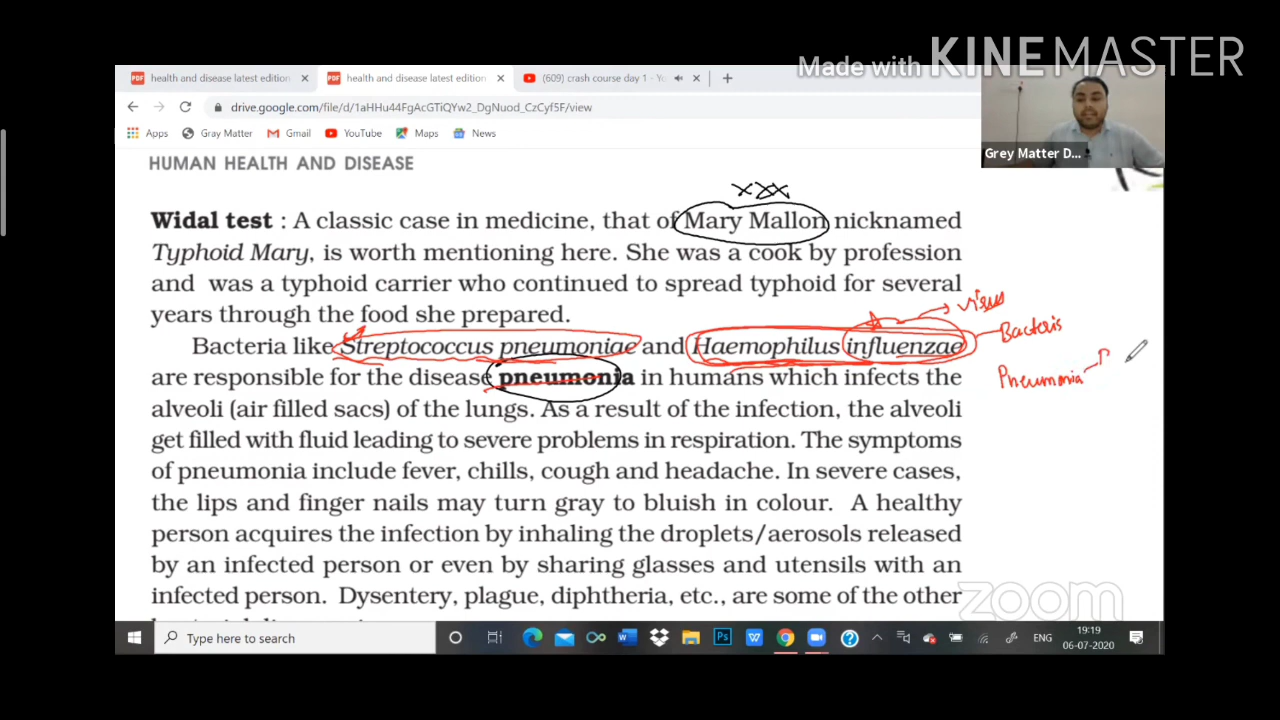 Made with KINEMASTER
health and disease latest edition
health and disease latest edition
(609) crash course day 1 - Yo
drive.google.com/file/d/1aHHu44FgAcGTiQYw2_DgNuod_CzCyf5F/view
Apps Gray Matter Gmail YouTube Maps News
Grey Matter D...
HUMAN HEALTH AND DISEASE
xxx
Widal test : A classic case in medicine, that of Mary Mallon nicknamed
Typhoid Mary, is worth mentioning here. She was a cook by profession
and was a typhoid carrier who continued to spread typhoid for several
years through the food she prepared.
virus
Bacteria like Streptococcus pneumoniae and Haemophilus influenzae
Bacteria
are responsible for the disease pneumonia in humans which infects the
Pneumonia
alveoli (air filled sacs) of the lungs. As a result of the infection, the alveoli
get filled with fluid leading to severe problems in respiration. The symptoms
of pneumonia include fever, chills, cough and headache. In severe cases,
the lips and finger nails may turn gray to bluish in colour. A healthy
person acquires the infection by inhaling the droplets/aerosols released
by an infected person or even by sharing glasses and utensils with an
infected person. Dysentery, plague, diphtheria, etc., are some of the other
zoom
Type here to search
ENG
19:19
06-07-2020